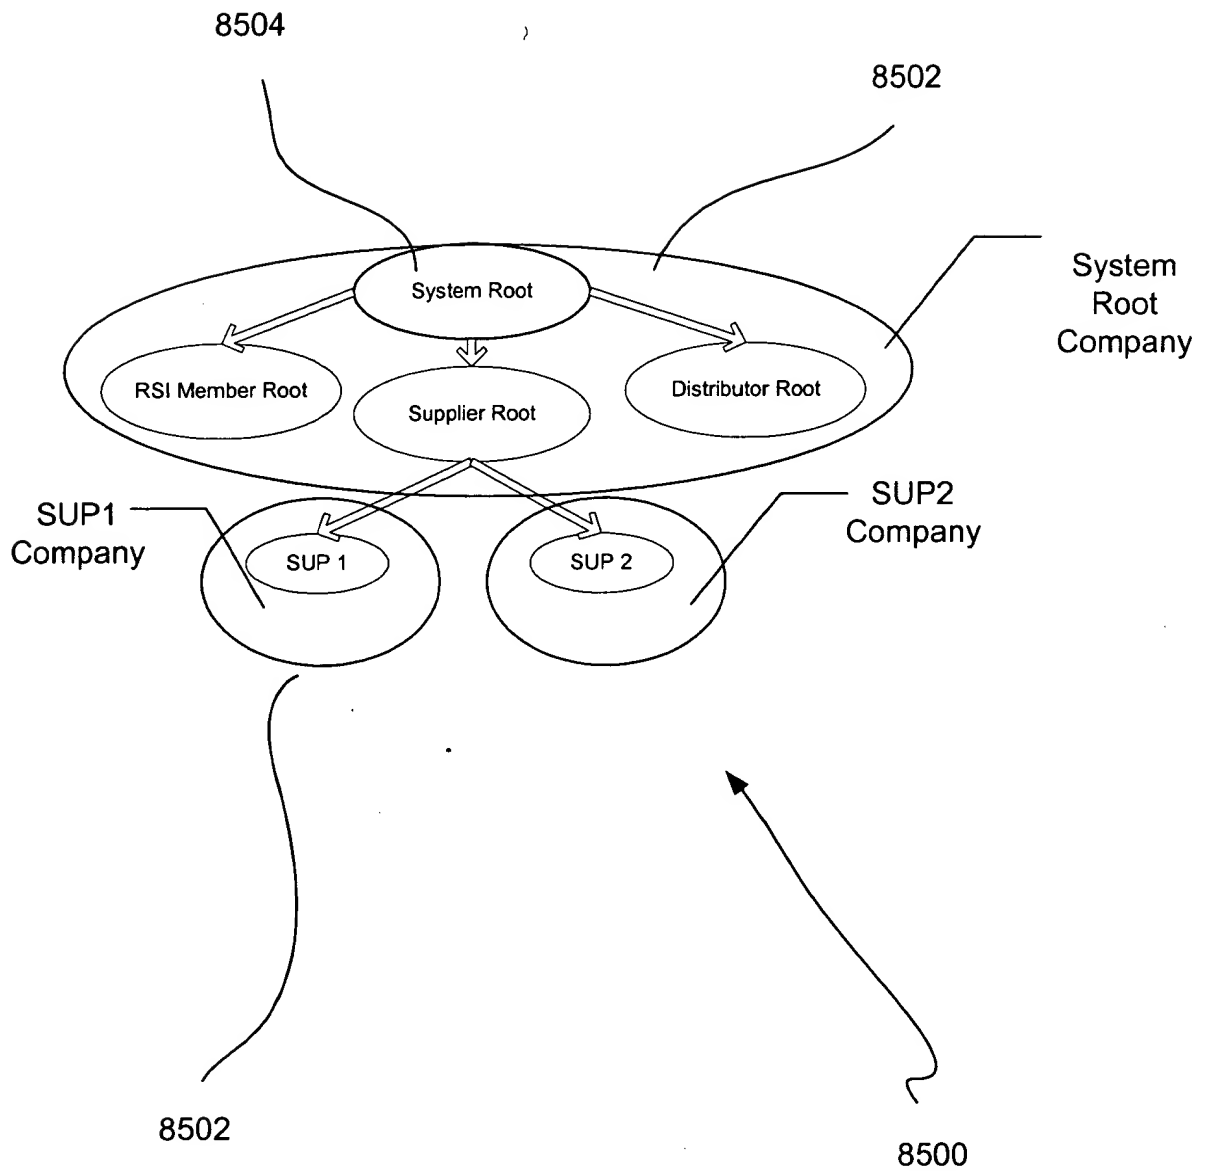 8504
8502
System
Root
Company
System Root
RSI Member Root
Supplier Root
Distributor Root
SUP1
Company
SUP2
Company
SUP 1
SUP 2
8502
8500